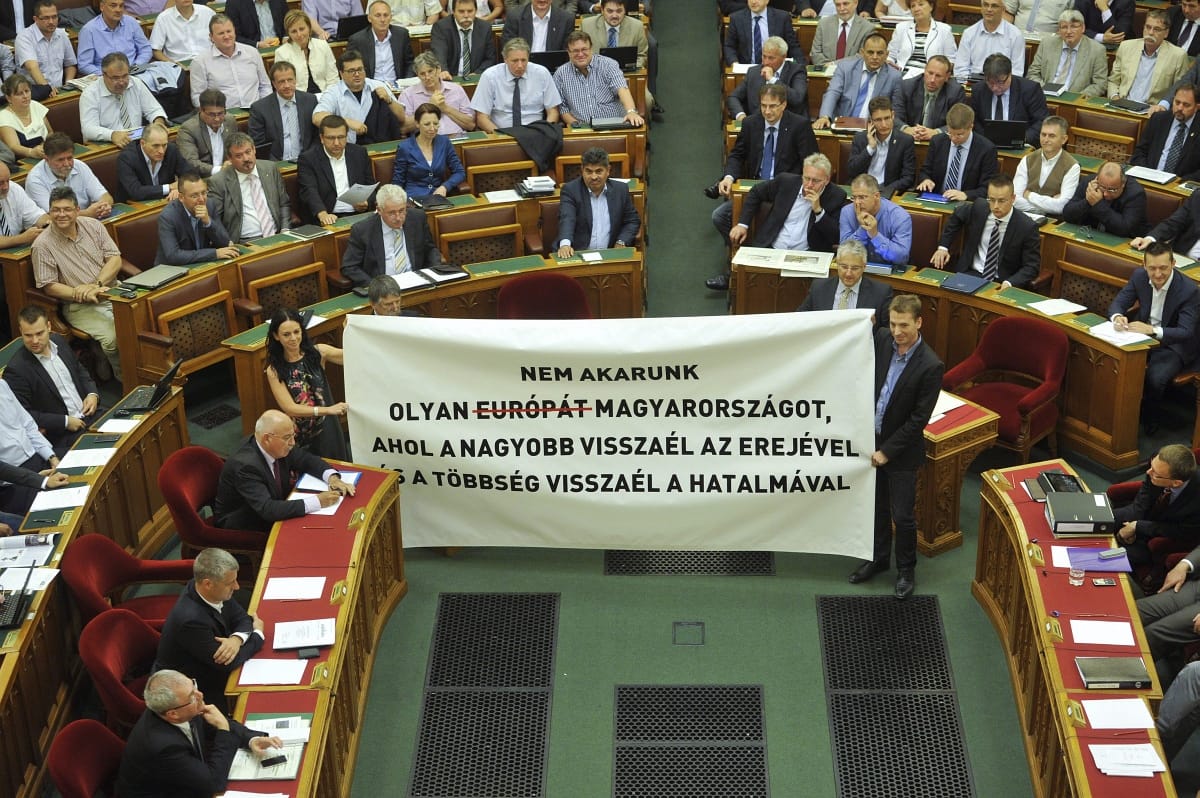 NEM AKARUNK
OLYAN EURÓPÁT MAGYARORSZÁGOT,
AHOL A NAGYOBB VISSZAÉL AZ EREJÉVEL
ÉS A TÖBBSÉG VISSZAÉL A HATALMÁVAL